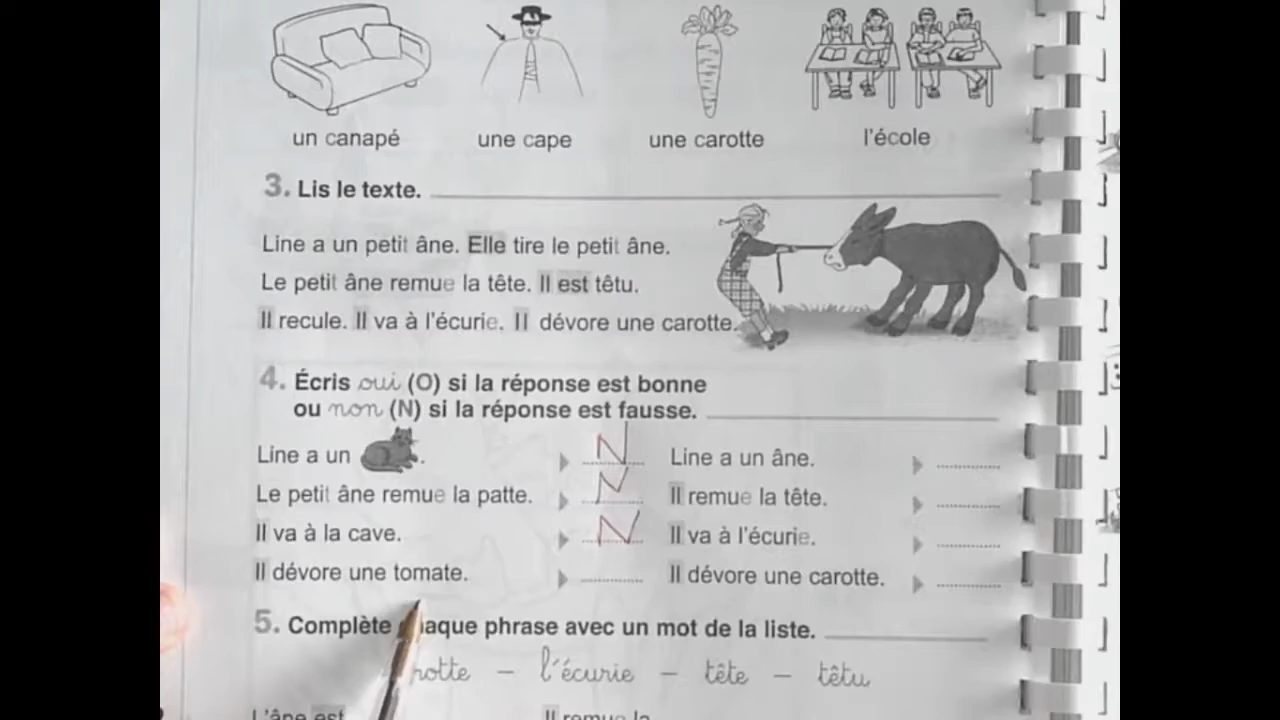 un canapé une cape une carotte l'école
3. Lis le texte.
Line a un petit âne. Elle tire le petit âne.
Le petit âne remue la tête. Il est têtu.
Il recule. Il va à l'écurie. Il dévore une carotte.
4. Écris oui (O) si la réponse est bonne
ou non (N) si la réponse est fausse.
Line a un . N Line a un âne.
Le petit âne remue la patte. N Il remue la tête.
Il va à la cave. N Il va à l'écurie.
Il dévore une tomate. Il dévore une carotte.
5. Complète chaque phrase avec un mot de la liste.
– l'écurie – tête – têtu
L'âne est Il remue la